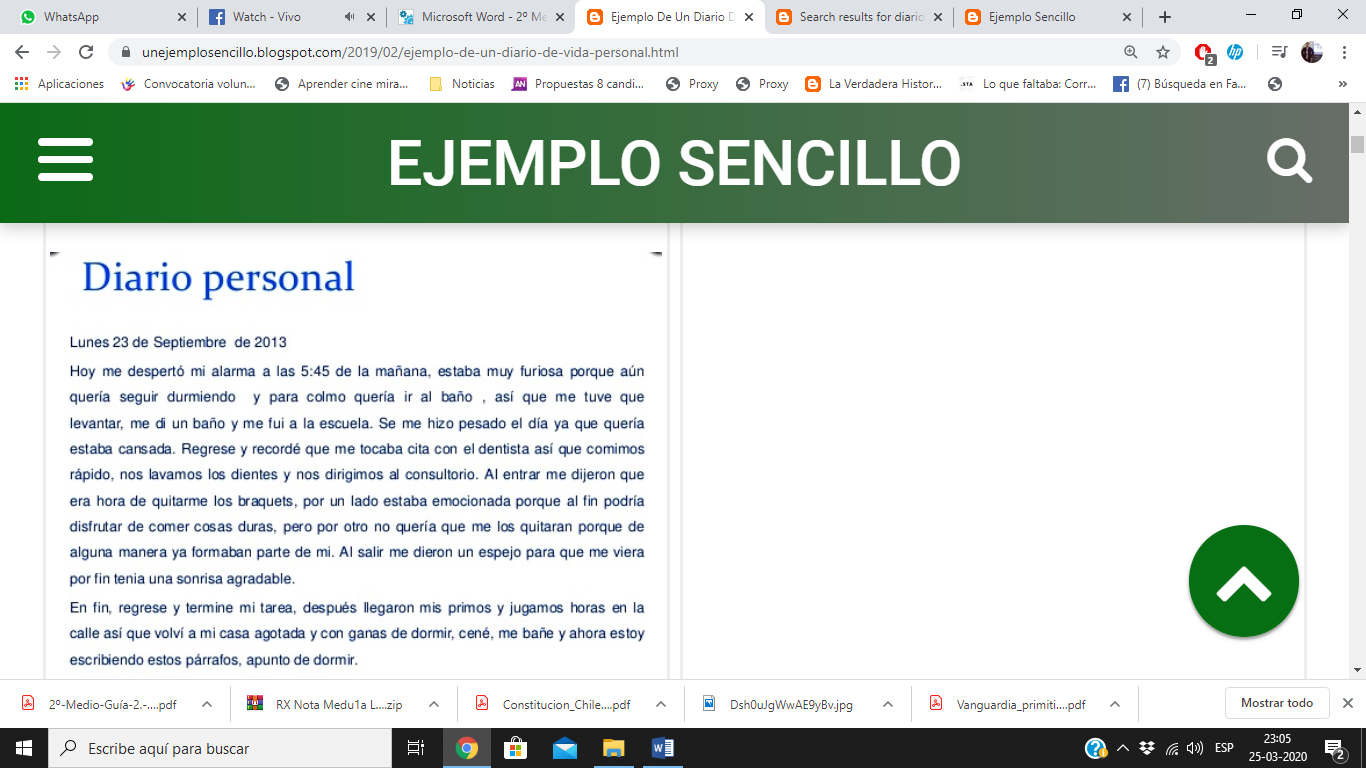 WhatsApp
Watch - Vivo
Microsoft Word - 2º Me
Ejemplo De Un Diario D
Search results for diario
Ejemplo Sencillo
unejemplosencillo.blogspot.com/2019/02/ejemplo-de-un-diario-de-vida-personal.html
2
Aplicaciones
Convocatoria volun...
Aprender cine mira...
Noticias
AN
Propuestas 8 candi...
Proxy
Proxy
La Verdadera Histor...
.STA
Lo que faltaba: Corr...
(7) Búsqueda en Fa...
»
EJEMPLO SENCILLO
Diario personal
Lunes 23 de Septiembre de 2013
Hoy me despertó mi alarma a las 5:45 de la mañana, estaba muy furiosa porque aún
quería seguir durmiendo y para colmo quería ir al baño , así que me tuve que
levantar, me di un baño y me fui a la escuela. Se me hizo pesado el día ya que quería
estaba cansada. Regrese y recordé que me tocaba cita con el dentista así que comimos
rápido, nos lavamos los dientes y nos dirigimos al consultorio. Al entrar me dijeron que
era hora de quitarme los braquets, por un lado estaba emocionada porque al fin podría
disfrutar de comer cosas duras, pero por otro no quería que me los quitaran porque de
alguna manera ya formaban parte de mi. Al salir me dieron un espejo para que me viera
por fin tenia una sonrisa agradable.
En fin, regrese y termine mi tarea, después llegaron mis primos y jugamos horas en la
calle así que volví a mi casa agotada y con ganas de dormir, cené, me bañe y ahora estoy
escribiendo estos párrafos, apunto de dormir.
2º-Medio-Guía-2.-....pdf
RX Nota Medu1a L...zip
Constitucion_Chile....pdf
Dsh0uJgWwAE9yBv.jpg
Vanguardia_primiti....pdf
Mostrar todo
Escribe aquí para buscar
ESP
23:05
25-03-2020
2